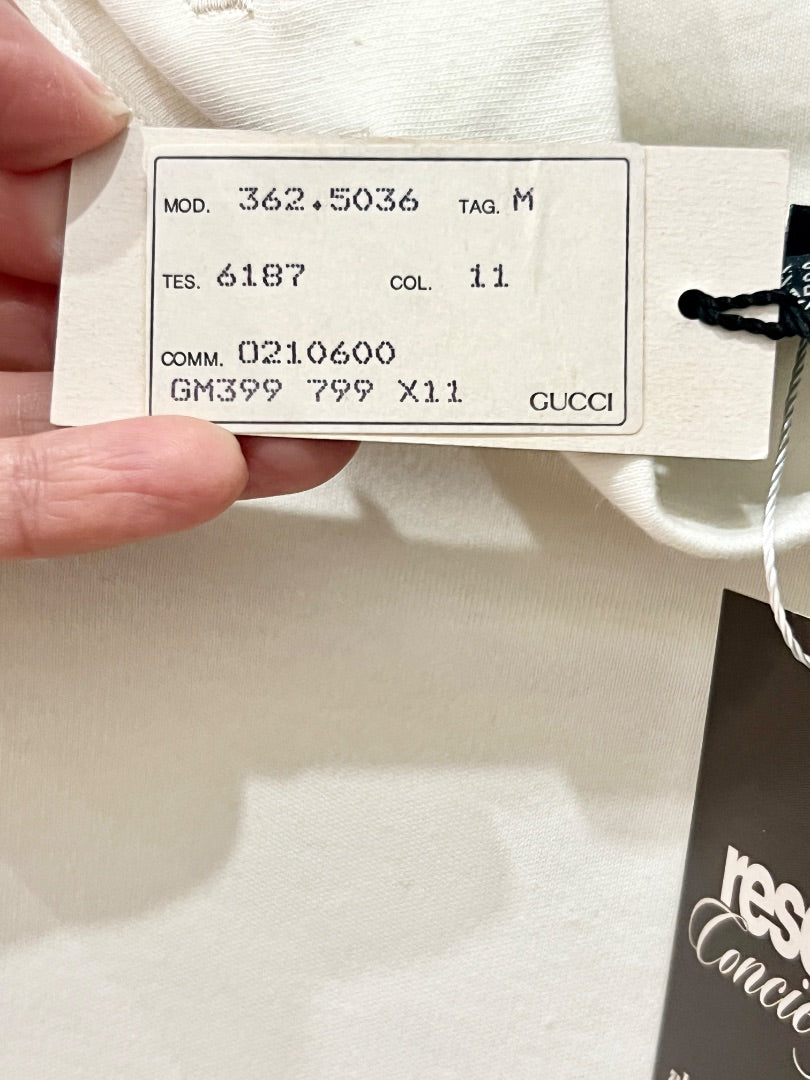 MOD. 362.5036 TAG. M
TES. 6187 COL. 11
COMM. 0210600
GM399 799 X11 GUCCI